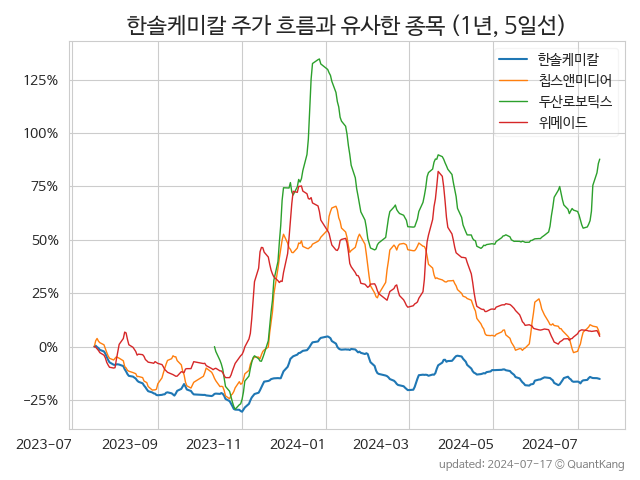 한솔케미칼 주가 흐름과 유사한 종목 (1년, 5일선)
한솔케미칼
칩스앤미디어
두산로보틱스
위메이드
125%
100%
75%
50%
25%
0%
−25%
2023-07 2023-09 2023-11 2024-01 2024-03 2024-05 2024-07
updated: 2024-07-17 © QuantKang